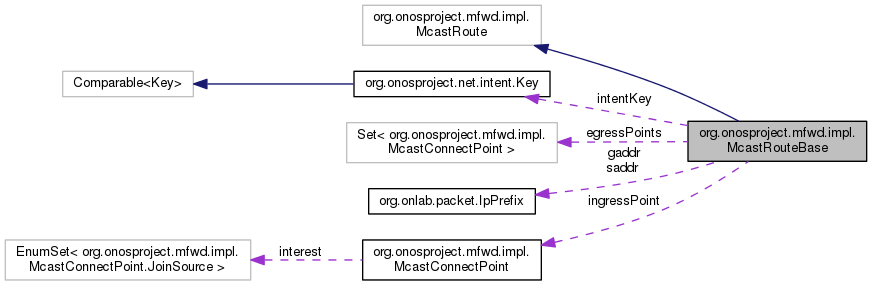 org.onosproject.mfwd.impl.
McastRoute
Comparable<Key>
org.onosproject.net.intent.Key
intentKey
org.onosproject.mfwd.impl.
McastRouteBase
Set< org.onosproject.mfwd.impl.
McastConnectPoint >
egressPoints
gaddr
saddr
org.onlab.packet.IpPrefix
ingressPoint
EnumSet< org.onosproject.mfwd.impl.
McastConnectPoint.JoinSource >
interest
org.onosproject.mfwd.impl.
McastConnectPoint